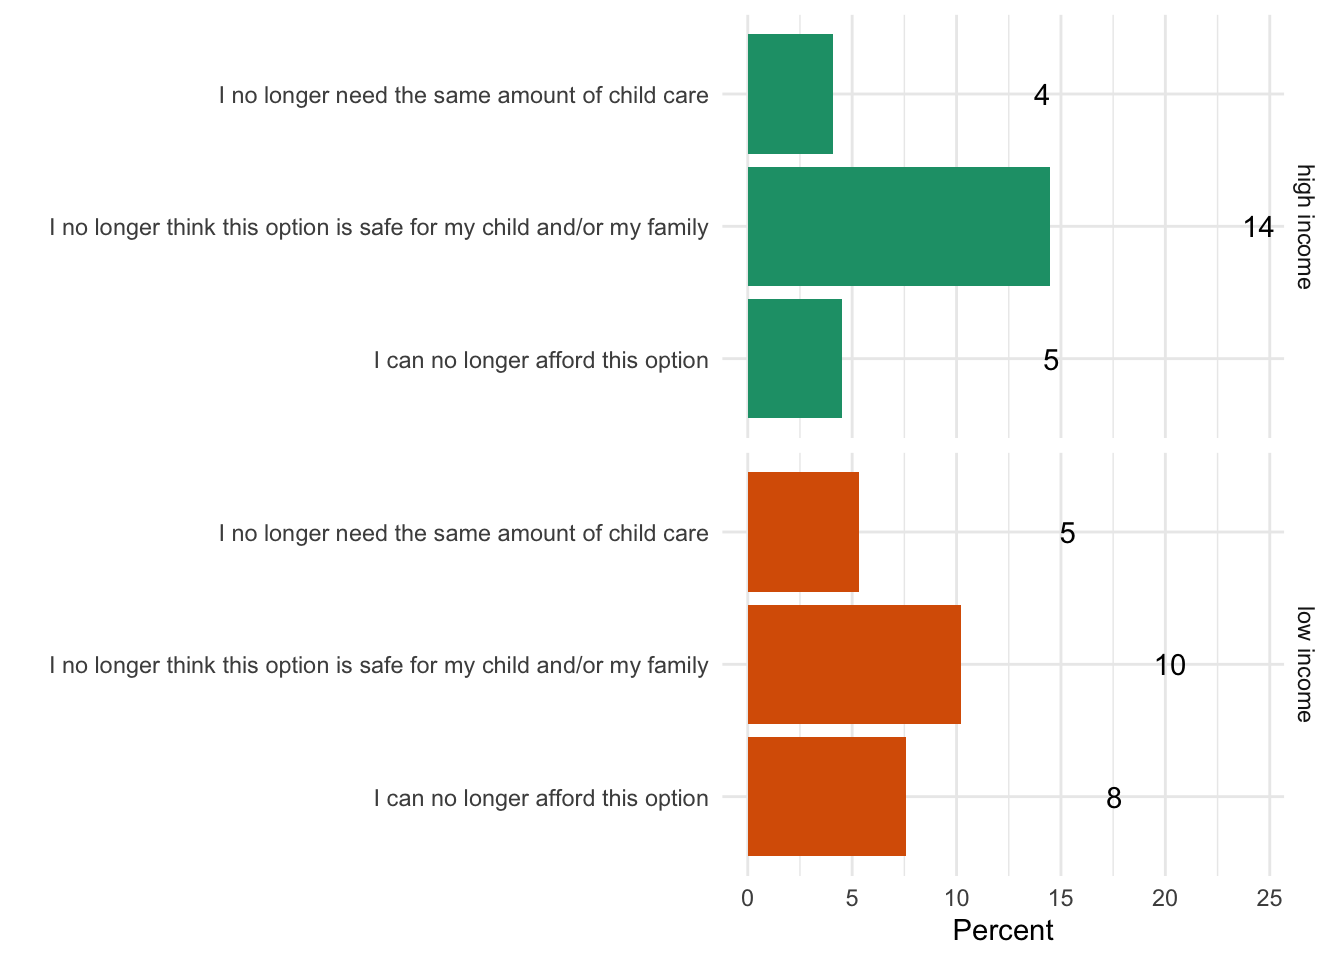 I no longer need the same amount of child care
4
I no longer think this option is safe for my child and/or my family
14
I can no longer afford this option
5
high income
I no longer need the same amount of child care
5
I no longer think this option is safe for my child and/or my family
10
I can no longer afford this option
8
low income
0 5 10 15 20 25
Percent